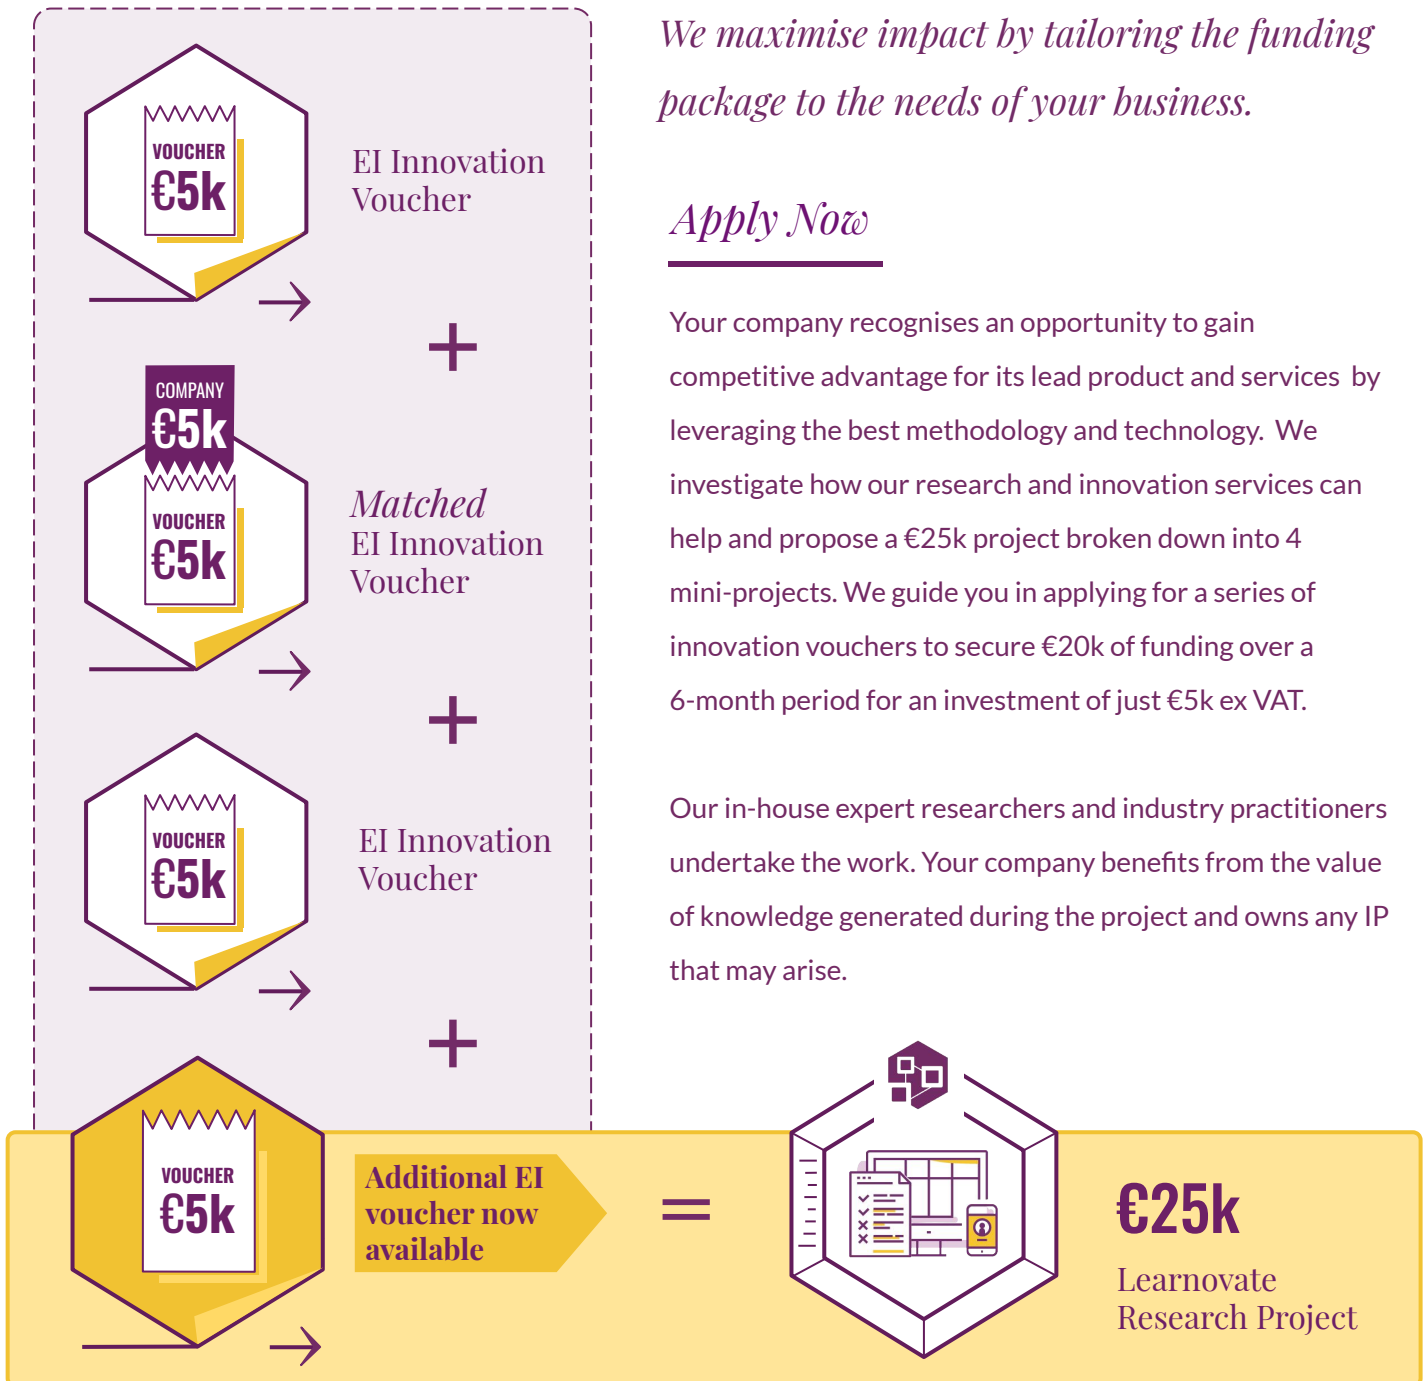 VOUCHER
€5k
EI Innovation
Voucher
+
COMPANY
€5k
VOUCHER
€5k
Matched
EI Innovation
Voucher
+
VOUCHER
€5k
EI Innovation
Voucher
+
VOUCHER
€5k
Additional EI
voucher now
available
=
€25k
Learnovate
Research Project
We maximise impact by tailoring the funding
package to the needs of your business.
Apply Now
Your company recognises an opportunity to gain
competitive advantage for its lead product and services by
leveraging the best methodology and technology. We
investigate how our research and innovation services can
help and propose a €25k project broken down into 4
mini-projects. We guide you in applying for a series of
innovation vouchers to secure €20k of funding over a
6-month period for an investment of just €5k ex VAT.
Our in-house expert researchers and industry practitioners
undertake the work. Your company benefits from the value
of knowledge generated during the project and owns any IP
that may arise.